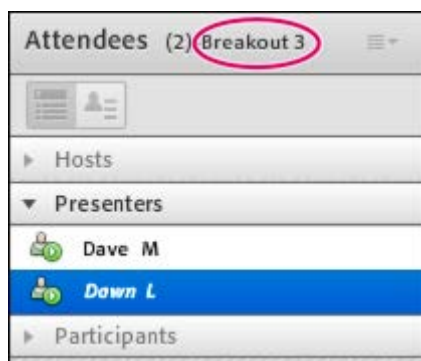 Attendees (2) Breakout 3
Hosts
Presenters
Dave M
Dawn L
Participants